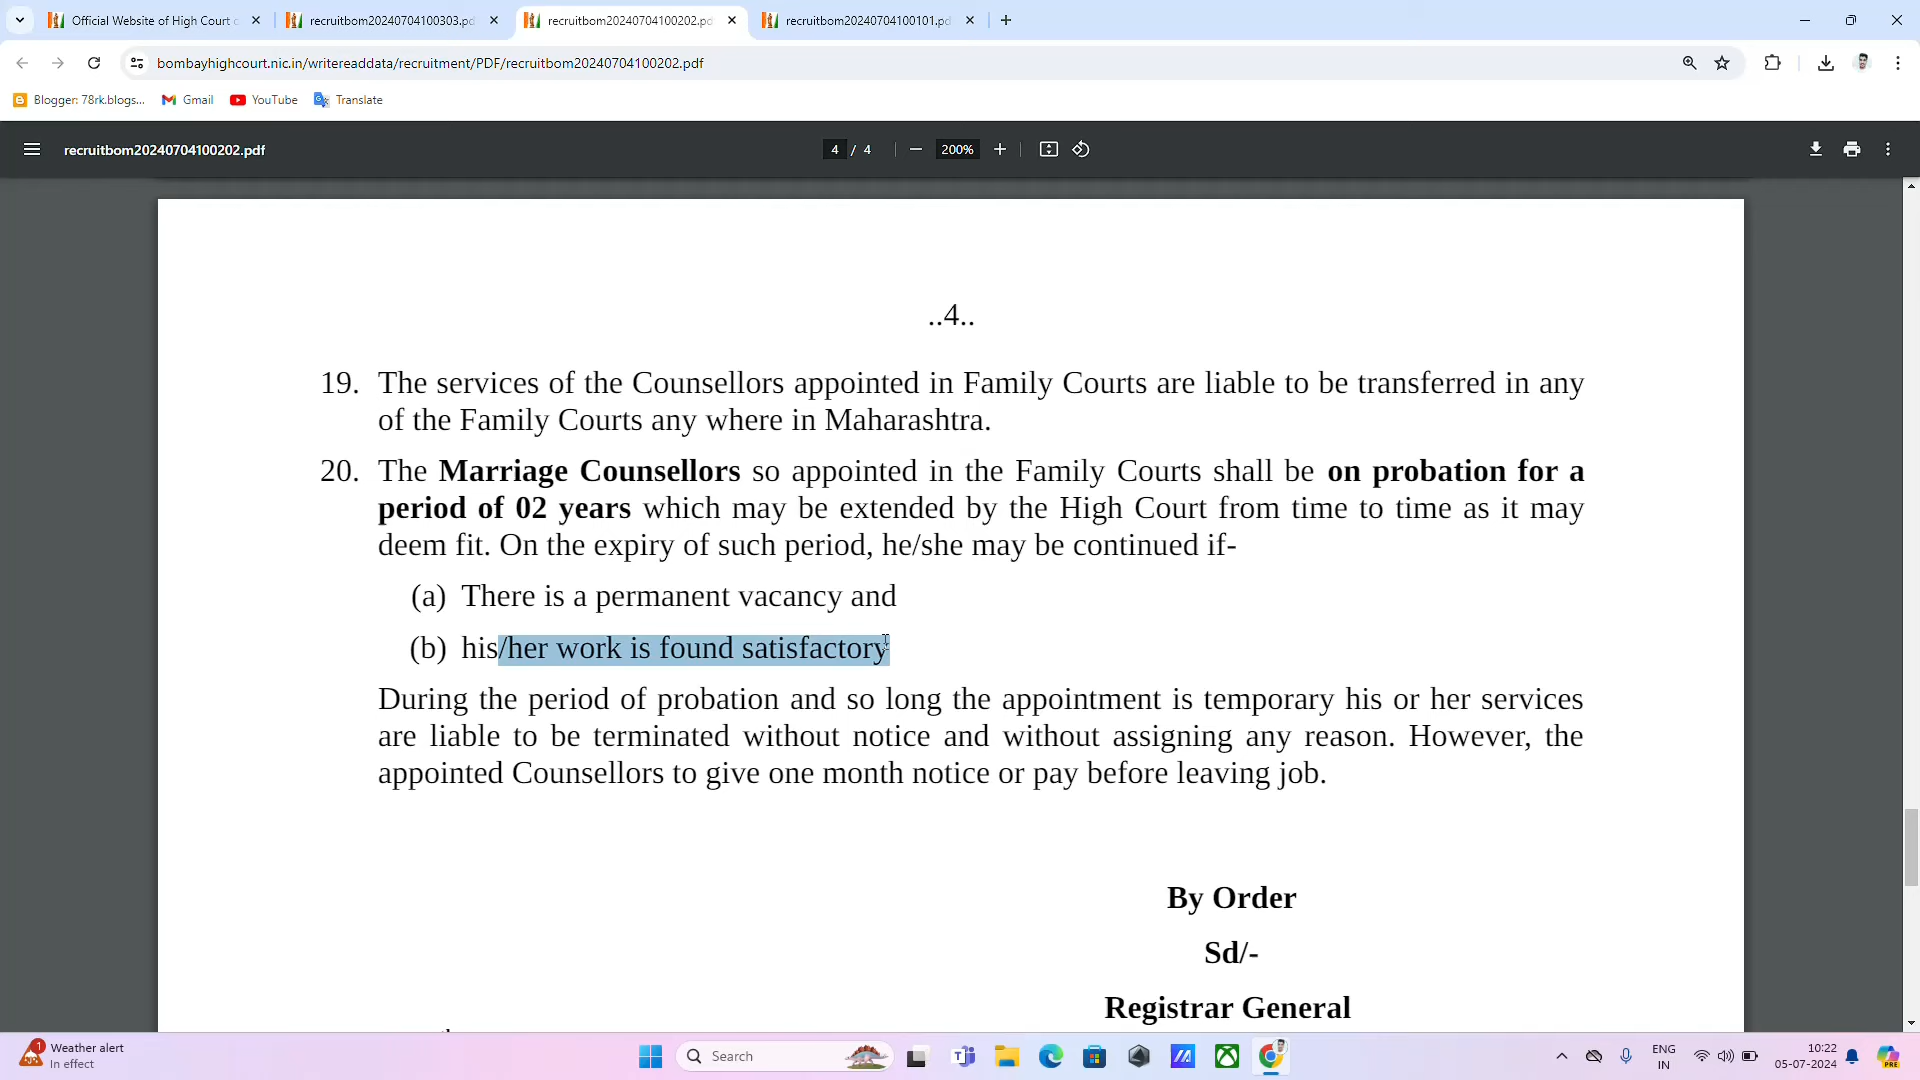 Official Website of High Court
recruitbom20240704100303.p
recruitbom20240704100202.p
recruitbom20240704100101.pd
bombayhighcourt.nic.in/writereaddata/recruitment/PDF/recruitbom20240704100202.pdf
Blogger: 78rk.blogs...
Gmail
YouTube
Translate
recruitbom20240704100202.pdf
4 / 4
200%
..4..
19. The services of the Counsellors appointed in Family Courts are liable to be transferred in any
of the Family Courts any where in Maharashtra.
20. The Marriage Counsellors so appointed in the Family Courts shall be on probation for a
period of 02 years which may be extended by the High Court from time to time as it may
deem fit. On the expiry of such period, he/she may be continued if-
(a) There is a permanent vacancy and
(b) his/her work is found satisfactory
During the period of probation and so long the appointment is temporary his or her services
are liable to be terminated without notice and without assigning any reason. However, the
appointed Counsellors to give one month notice or pay before leaving job.
By Order
Sd/-
Registrar General
Weather alert
In effect
1
Search
ENG
IN
10:22
05-07-2024
PRE